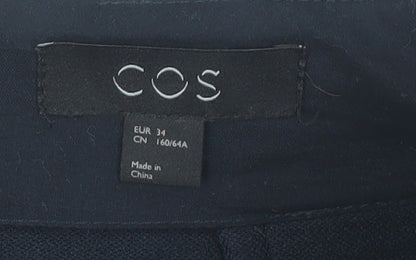 COS
EUR 34
CN 160/64A
Made in
China